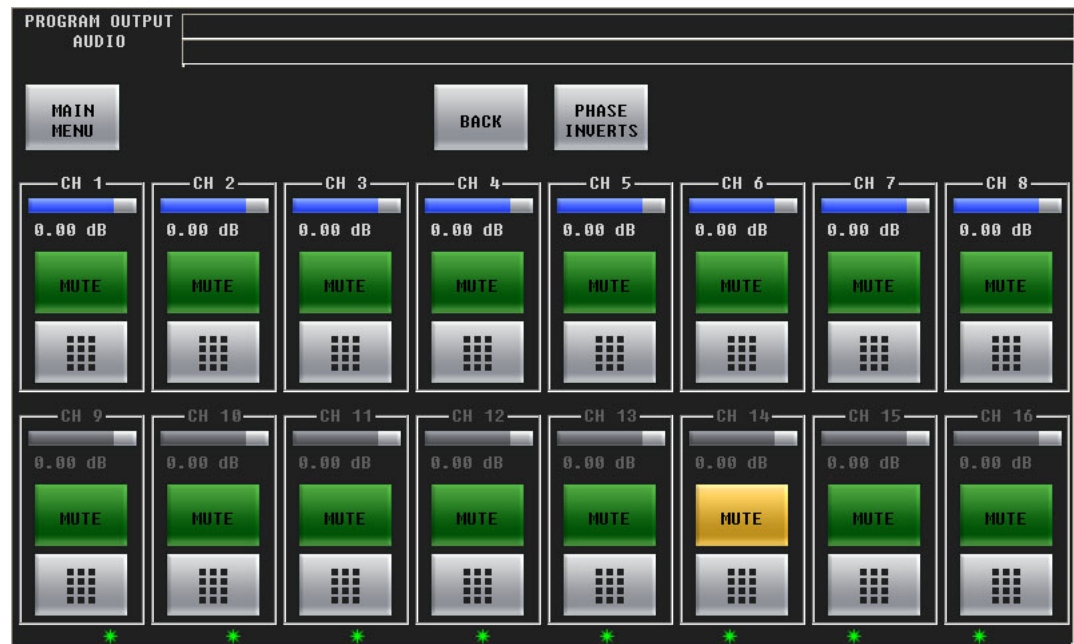 PROGRAM OUTPUT
AUDIO
MAIN
MENU
BACK
PHASE
INVERTS
CH 1 CH 2 CH 3 CH 4 CH 5 CH 6 CH 7 CH 8
0.00 dB 0.00 dB 0.00 dB 0.00 dB 0.00 dB 0.00 dB 0.00 dB 0.00 dB
MUTE MUTE MUTE MUTE MUTE MUTE MUTE MUTE
CH 9 CH 10 CH 11 CH 12 CH 13 CH 14 CH 15 CH 16
0.00 dB 0.00 dB 0.00 dB 0.00 dB 0.00 dB 0.00 dB 0.00 dB 0.00 dB
MUTE MUTE MUTE MUTE MUTE MUTE MUTE MUTE